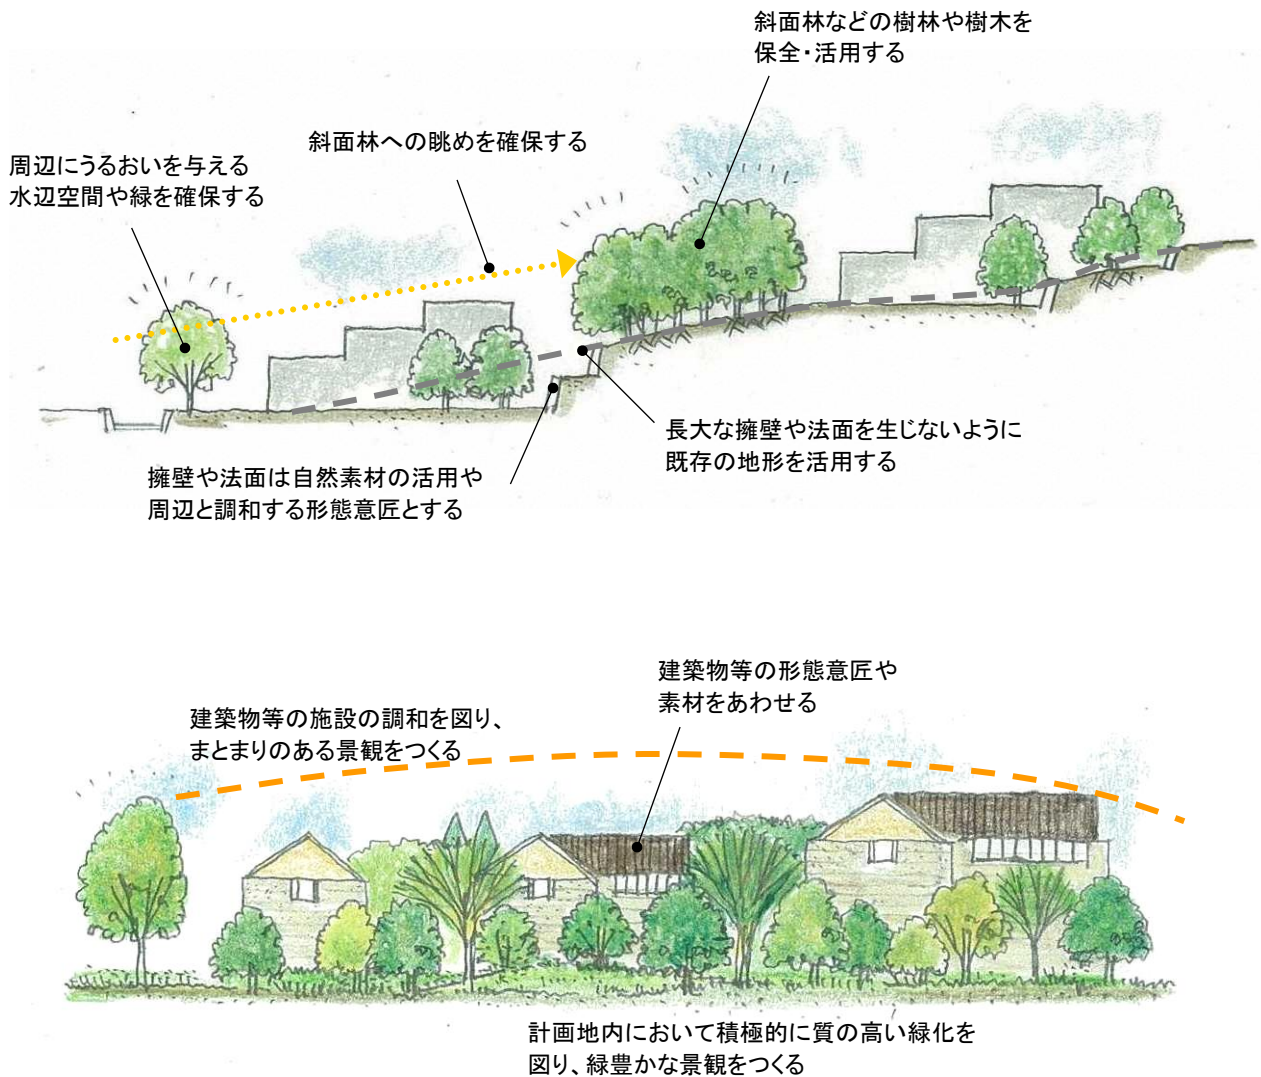 斜面林などの樹林や樹木を
保全・活用する
斜面林への眺めを確保する
周辺にうるおいを与える
水辺空間や緑を確保する
長大な擁壁や法面を生じないように
既存の地形を活用する
擁壁や法面は自然素材の活用や
周辺と調和する形態意匠とする
建築物等の形態意匠や
素材をあわせる
建築物等の施設の調和を図り、
まとまりのある景観をつくる
計画地内において積極的に質の高い緑化を
図り、緑豊かな景観をつくる